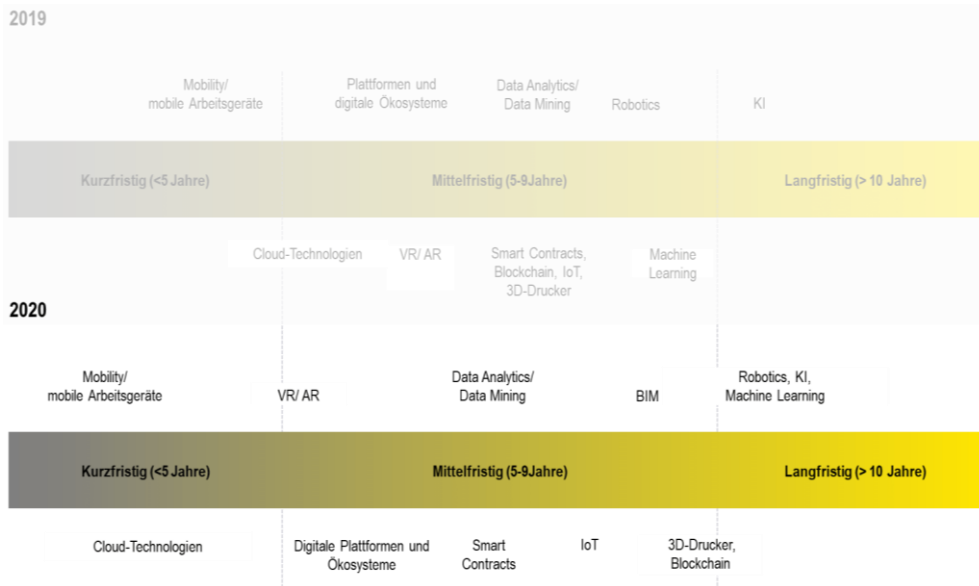 2019
Mobility/
mobile Arbeitsgeräte
Plattformen und
digitale Ökosysteme
Data Analytics/
Data Mining
Robotics
KI
Kurzfristig (<5 Jahre)
Mittelfristig (5-9Jahre)
Langfristig (> 10 Jahre)
Cloud-Technologien
VR/ AR
Smart Contracts,
Blockchain, IoT,
3D-Drucker
Machine
Learning
2020
Mobility/
mobile Arbeitsgeräte
VR/ AR
Data Analytics/
Data Mining
BIM
Robotics, KI,
Machine Learning
Kurzfristig (<5 Jahre)
Mittelfristig (5-9Jahre)
Langfristig (> 10 Jahre)
Cloud-Technologien
Digitale Plattformen und
Ökosysteme
Smart
Contracts
IoT
3D-Drucker,
Blockchain